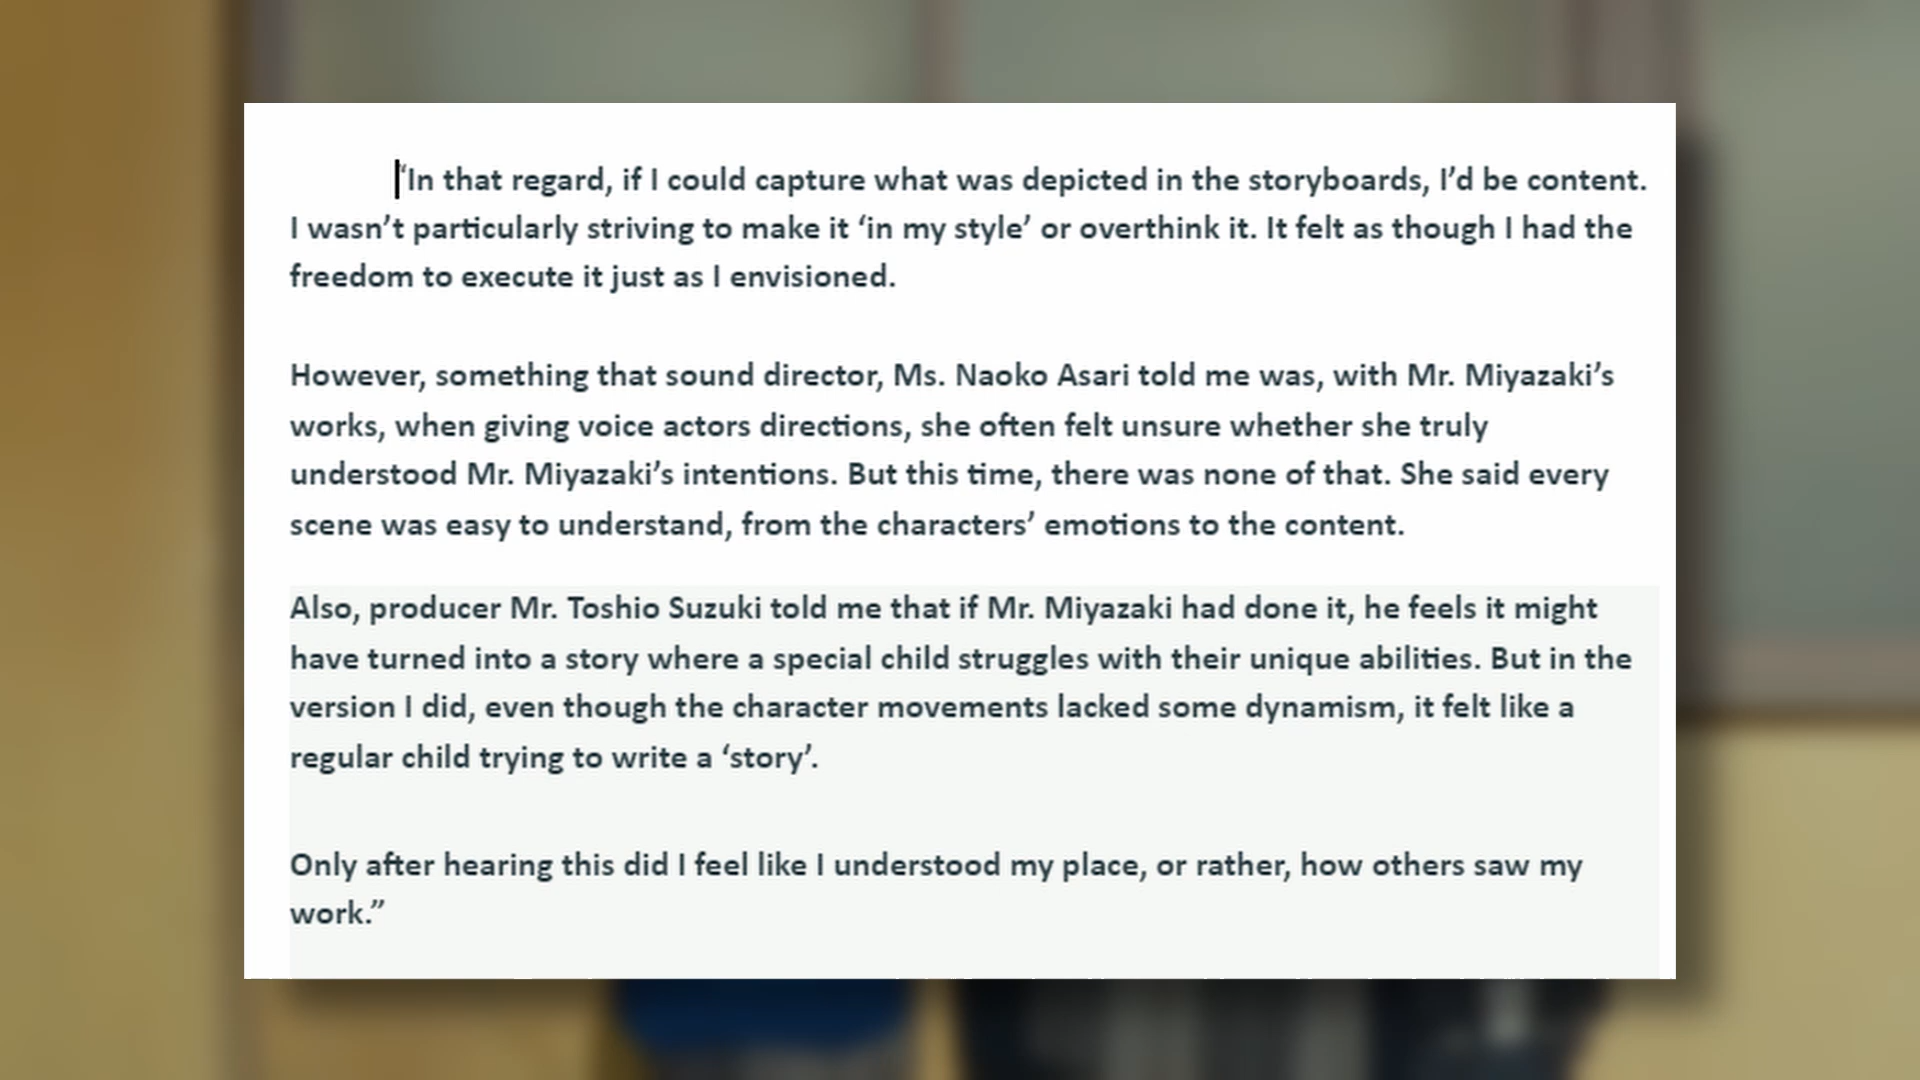 “In that regard, if I could capture what was depicted in the storyboards, I’d be content.
I wasn’t particularly striving to make it ‘in my style’ or overthink it. It felt as though I had the
freedom to execute it just as I envisioned.
However, something that sound director, Ms. Naoko Asari told me was, with Mr. Miyazaki’s
works, when giving voice actors directions, she often felt unsure whether she truly
understood Mr. Miyazaki’s intentions. But this time, there was none of that. She said every
scene was easy to understand, from the characters’ emotions to the content.
Also, producer Mr. Toshio Suzuki told me that if Mr. Miyazaki had done it, he feels it might
have turned into a story where a special child struggles with their unique abilities. But in the
version I did, even though the character movements lacked some dynamism, it felt like a
regular child trying to write a ‘story’.
Only after hearing this did I feel like I understood my place, or rather, how others saw my
work.”